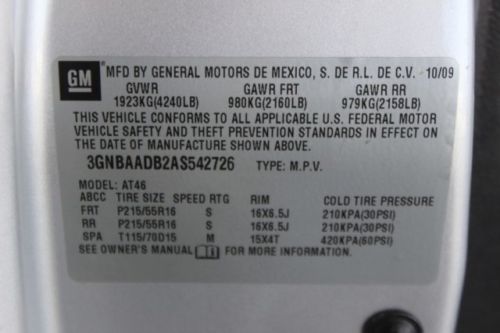 GM MFD BY GENERAL MOTORS DE MEXICO, S. DE R.L. DE C.V. 10/09
GVWR GAWR FRT GAWR RR
1923KG(4240LB) 980KG(2160LB) 979KG(2158LB)
THIS VEHICLE CONFORMS TO ALL APPLICABLE U.S. FEDERAL MOTOR
VEHICLE SAFETY AND THEFT PREVENTION STANDARDS IN EFFECT ON
THE DATE OF MANUFACTURE SHOWN ABOVE.
3GNBAADB2AS542726 TYPE: M.P.V.
MODEL: AT46
ABCC TIRE SIZE SPEED RTG RIM COLD TIRE PRESSURE
FRT P215/55R16 S 16X6.5J 210KPA(30PSI)
RR P215/55R16 S 16X6.5J 210KPA(30PSI)
SPA T115/70D15 M 15X4T 420KPA(60PSI)
SEE OWNER'S MANUAL FOR MORE INFORMATION.